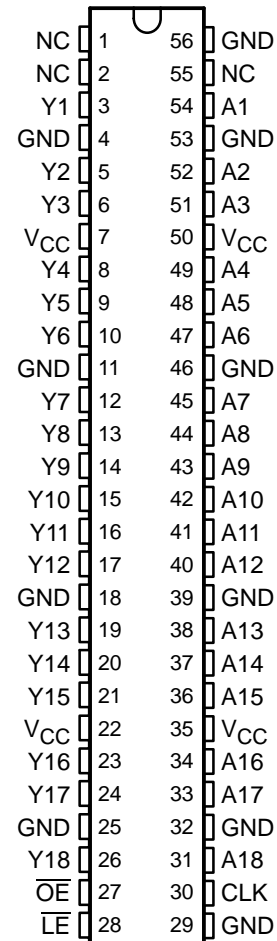 NC 1 56 GND
NC 2 55 NC
Y1 3 54 A1
GND 4 53 GND
Y2 5 52 A2
Y3 6 51 A3
VCC 7 50 VCC
Y4 8 49 A4
Y5 9 48 A5
Y6 10 47 A6
GND 11 46 GND
Y7 12 45 A7
Y8 13 44 A8
Y9 14 43 A9
Y10 15 42 A10
Y11 16 41 A11
Y12 17 40 A12
GND 18 39 GND
Y13 19 38 A13
Y14 20 37 A14
Y15 21 36 A15
VCC 22 35 VCC
Y16 23 34 A16
Y17 24 33 A17
GND 25 32 GND
Y18 26 31 A18
O̅E̅ 27 30 CLK
L̅E̅ 28 29 GND